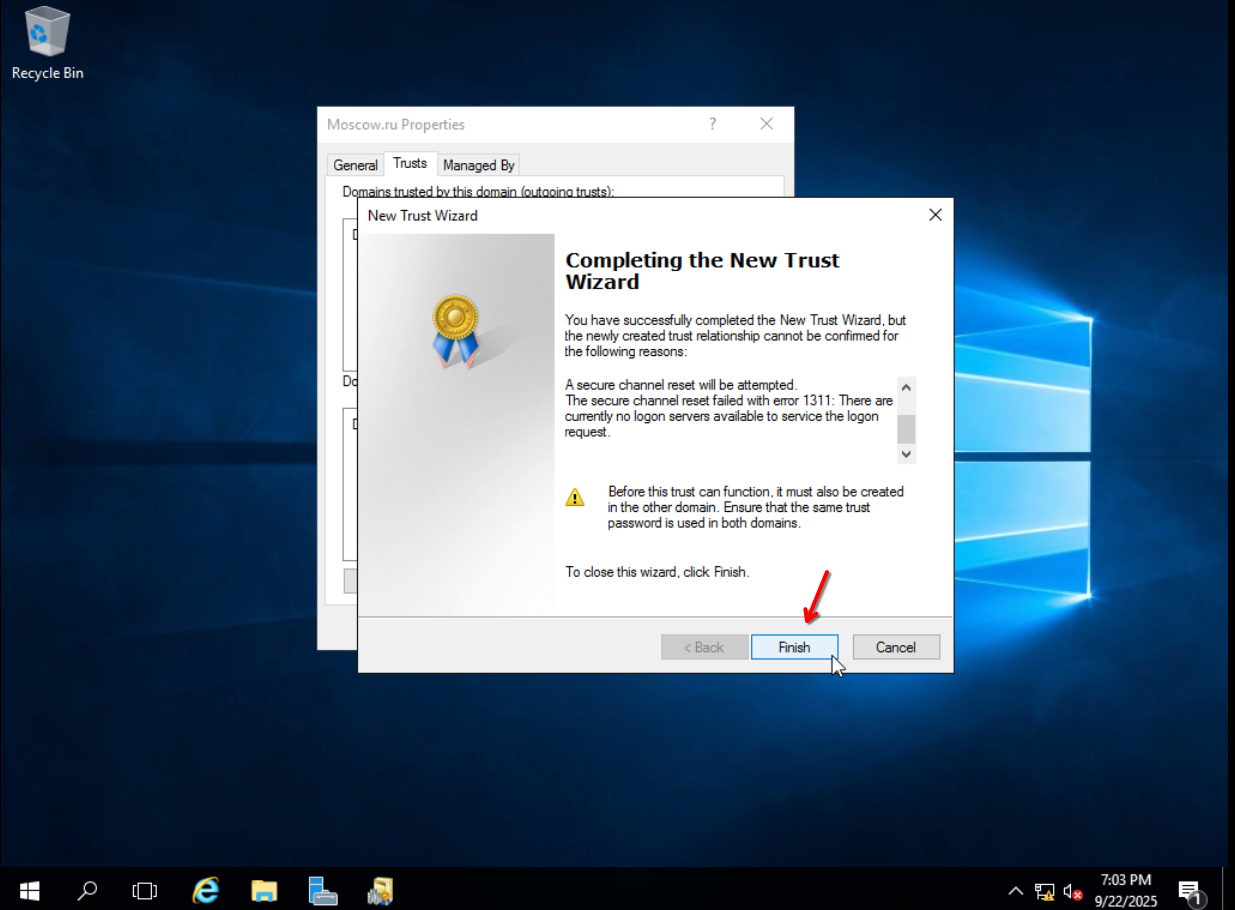 Recycle Bin
Moscow.ru Properties
?
General
Trusts
Managed By
Domains trusted by this domain (outgoing trusts):
New Trust Wizard
Completing the New Trust
Wizard
You have successfully completed the New Trust Wizard, but
the newly created trust relationship cannot be confirmed for
the following reasons:
A secure channel reset will be attempted.
The secure channel reset failed with error 1311: There are
currently no logon servers available to service the logon
request.
Do
Before this trust can function, it must also be created
in the other domain. Ensure that the same trust
password is used in both domains.
To close this wizard, click Finish.
< Back
Finish
Cancel
7:03 PM
9/22/2025
1